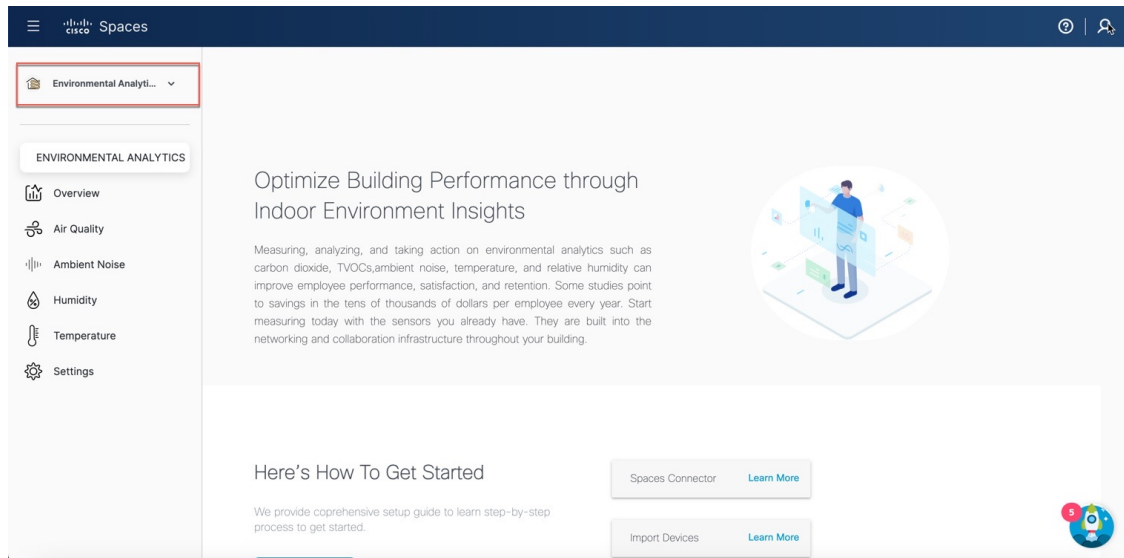 cisco Spaces
Environmental Analyti...
ENVIRONMENTAL ANALYTICS
Overview
Air Quality
Ambient Noise
Humidity
Temperature
Settings
Optimize Building Performance through
Indoor Environment Insights
Measuring, analyzing, and taking action on environmental analytics such as
carbon dioxide, TVOCs,ambient noise, temperature, and relative humidity can
improve employee performance, satisfaction, and retention. Some studies point
to savings in the tens of thousands of dollars per employee every year. Start
measuring today with the sensors you already have. They are built into the
networking and collaboration infrastructure throughout your building.
Here's How To Get Started
We provide coprehensive setup guide to learn step-by-step
process to get started.
Spaces Connector Learn More
Import Devices Learn More
5